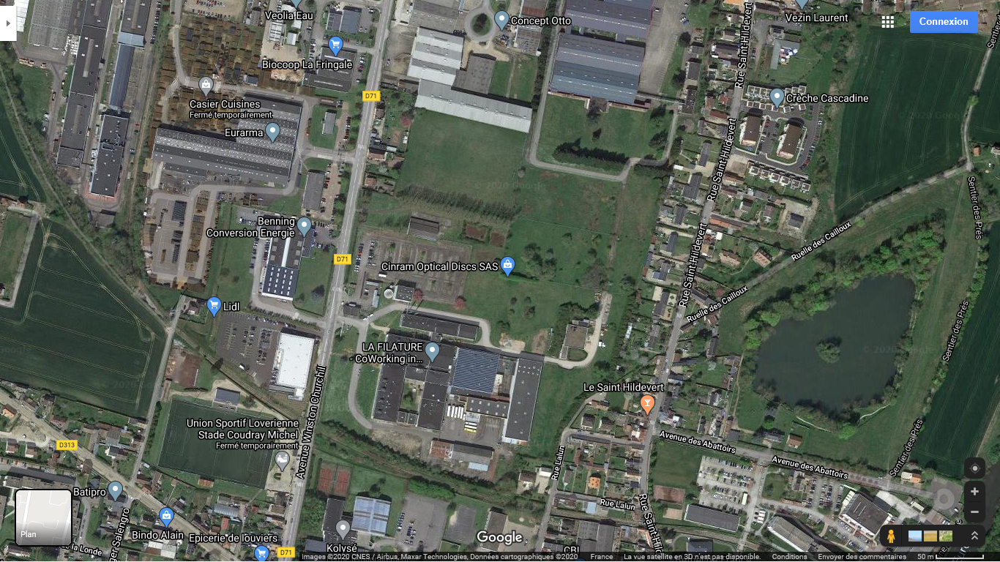 Veolia Eau
Concept Otto
Vezin Laurent
Connexion
Biocoop La Fringale
Rue Saint-Hildevert
Casier Cuisines
Fermé temporairement
D71
Crèche Cascadine
Eurarma
Rue Saint-Hildevert
Sentier des Prés
Benning
Conversion Energie
Ruelle des Cailloux
D71
Cinram Optical Discs SAS
Rue Saint-Hildevert
Lidl
Ruelle des Cailloux
Sentier des Prés
LA FILATURE
- CoWorking in...
Le Saint Hildevert
Avenue Winston Churchill
Union Sportif Loverienne
Stade Coudray Michel
Fermé temporairement
D313
Avenue des Abattoirs
Avenue des Abattoirs
Sentier des Prés
Rue Lalun
Batipro
Rue Lalun
Plan
Bindo Alain
Epicerie de louviers
Kolysé
Google
D71
CBL
de la Londe
Images ©2020 CNES / Airbus, Maxar Technologies, Données cartographiques ©2020
France
La vue satellite en 3D n'est pas disponible.
Conditions
Envoyer des commentaires
50 m